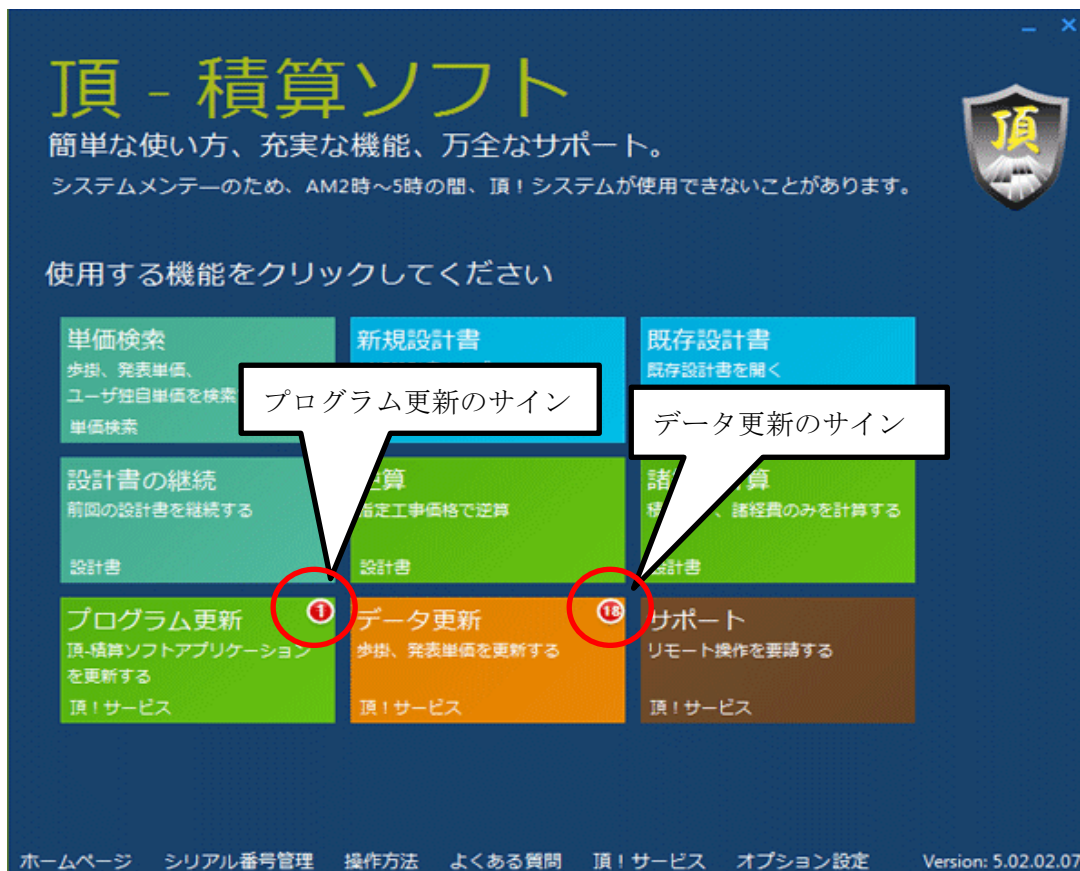 頂 - 積算ソフト
簡単な使い方、充実な機能、万全なサポート。
システムメンテーのため、AM2時～5時の間、頂！システムが使用できないことがあります。
頂
使用する機能をクリックしてください
単価検索
歩掛、発表単価、
ユーザ独自単価を検索
単価検索
新規設計書
既存設計書
既存設計書を開く
プログラム更新のサイン
データ更新のサイン
設計書の継続
前回の設計書を継続する
設計書
逆算
指定工事価格で逆算
設計書
諸
算
、諸経費のみを計算する
設計書
プログラム更新
1
頂-積算ソフトアプリケーション
を更新する
頂！サービス
データ更新
18
歩掛、発表単価を更新する
頂！サービス
サポート
リモート操作を要請する
頂！サービス
ホームページ シリアル番号管理 操作方法 よくある質問 頂！サービス オプション設定 Version: 5.02.02.07